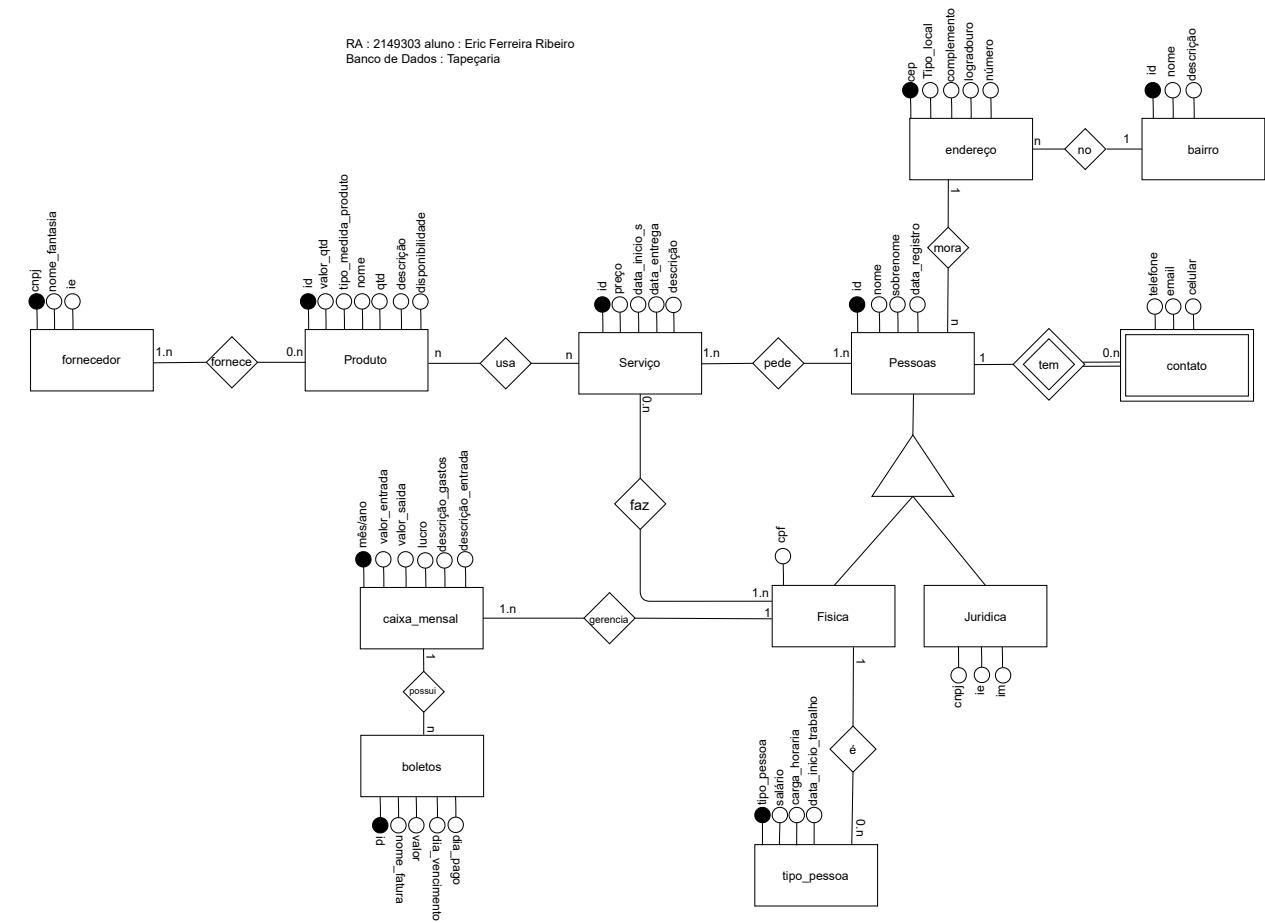 RA : 2149303 aluno : Eric Ferreira Ribeiro
Banco de Dados : Tapeçaria
cep
Tipo_local
complemento
logradouro
número
id
nome
descrição
endereço
n
no
1
bairro
1
mora
n
cnpj
nome_fantasia
ie
id
valor_qtd
tipo_medida_produto
nome
qtd
descrição
disponibilidade
id
preço
data_inicio_s
data_entrega
descrição
id
nome
sobrenome
data_registro
telefone
email
celular
fornecedor
1.n
fornece
0.n
Produto
n
usa
n
Serviço
1.n
pede
1.n
Pessoas
1
tem
0.n
contato
0.n
faz
1.n
mês/ano
valor_entrada
valor_saida
lucro
descrição_gastos
descrição_entrada
cpf
caixa_mensal
1.n
gerencia
1
Fisica
Juridica
cnpj
ie
im
1
possui
n
boletos
id
nome_fatura
valor
dia_vencimento
dia_pago
1
é
0.n
tipo_pessoa
salário
carga_horaria
data_inicio_trabalho
tipo_pessoa